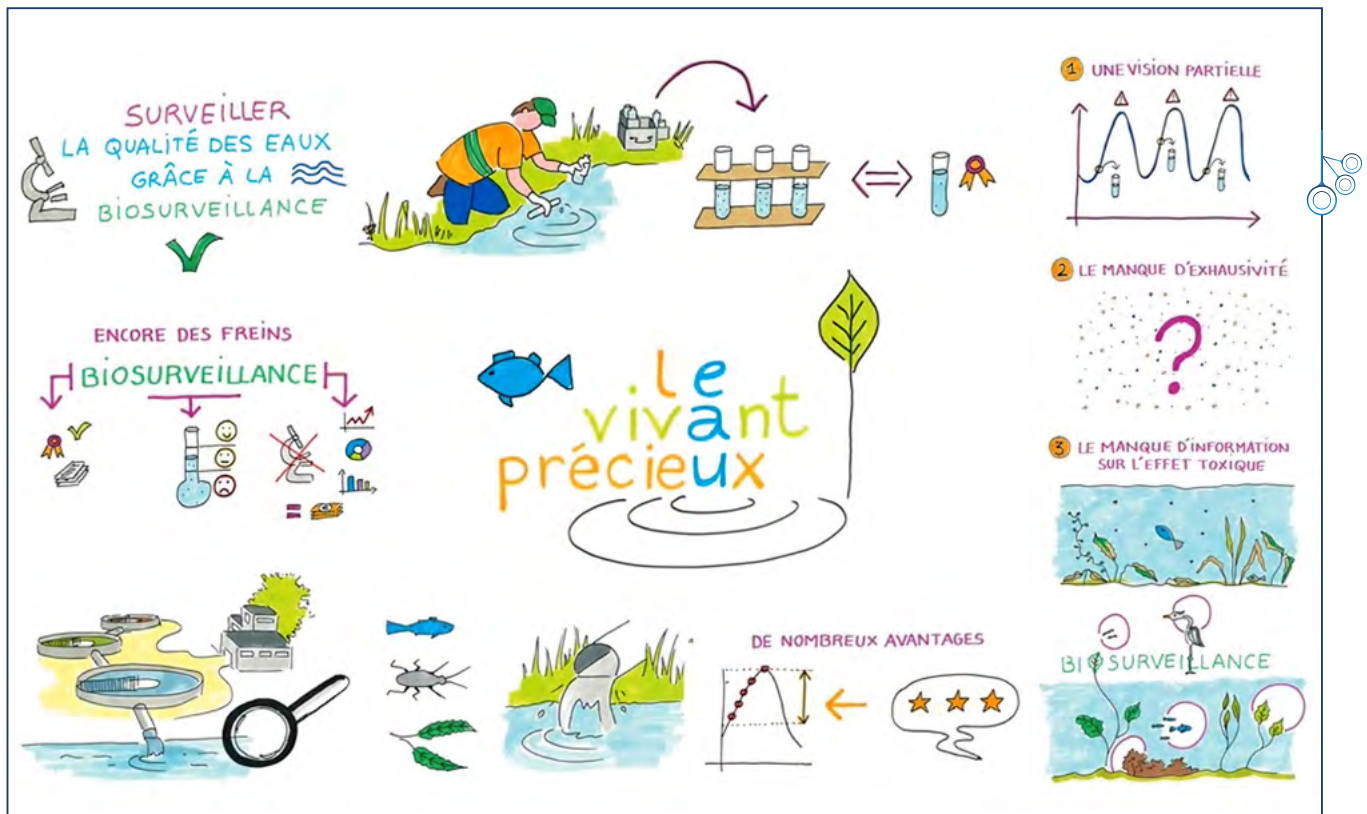 SURVEILLER
LA QUALITÉ DES EAUX
GRÂCE À LA
BIOSURVEILLANCE
1 UNE VISION PARTIELLE
2 LE MANQUE D'EXHAUSIVITÉ
?
3 LE MANQUE D'INFORMATION
SUR L'EFFET TOXIQUE
BIOSURVEILLANCE
ENCORE DES FREINS
BIOSURVEILLANCE
le
vivant
précieux
DE NOMBREUX AVANTAGES